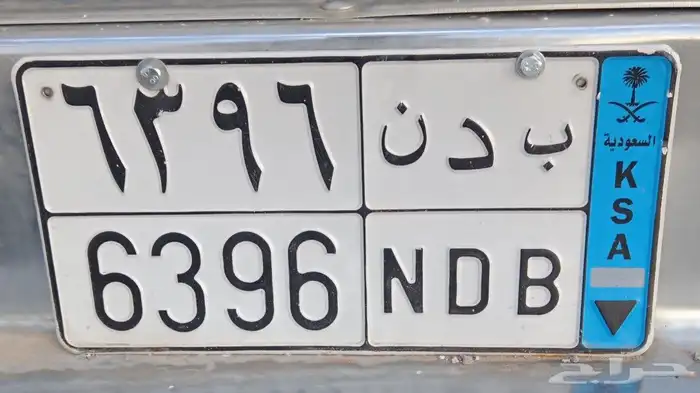 ٦٣٩٦ ب د ن
6396 NDB
السعودية
K
S
A
حراج